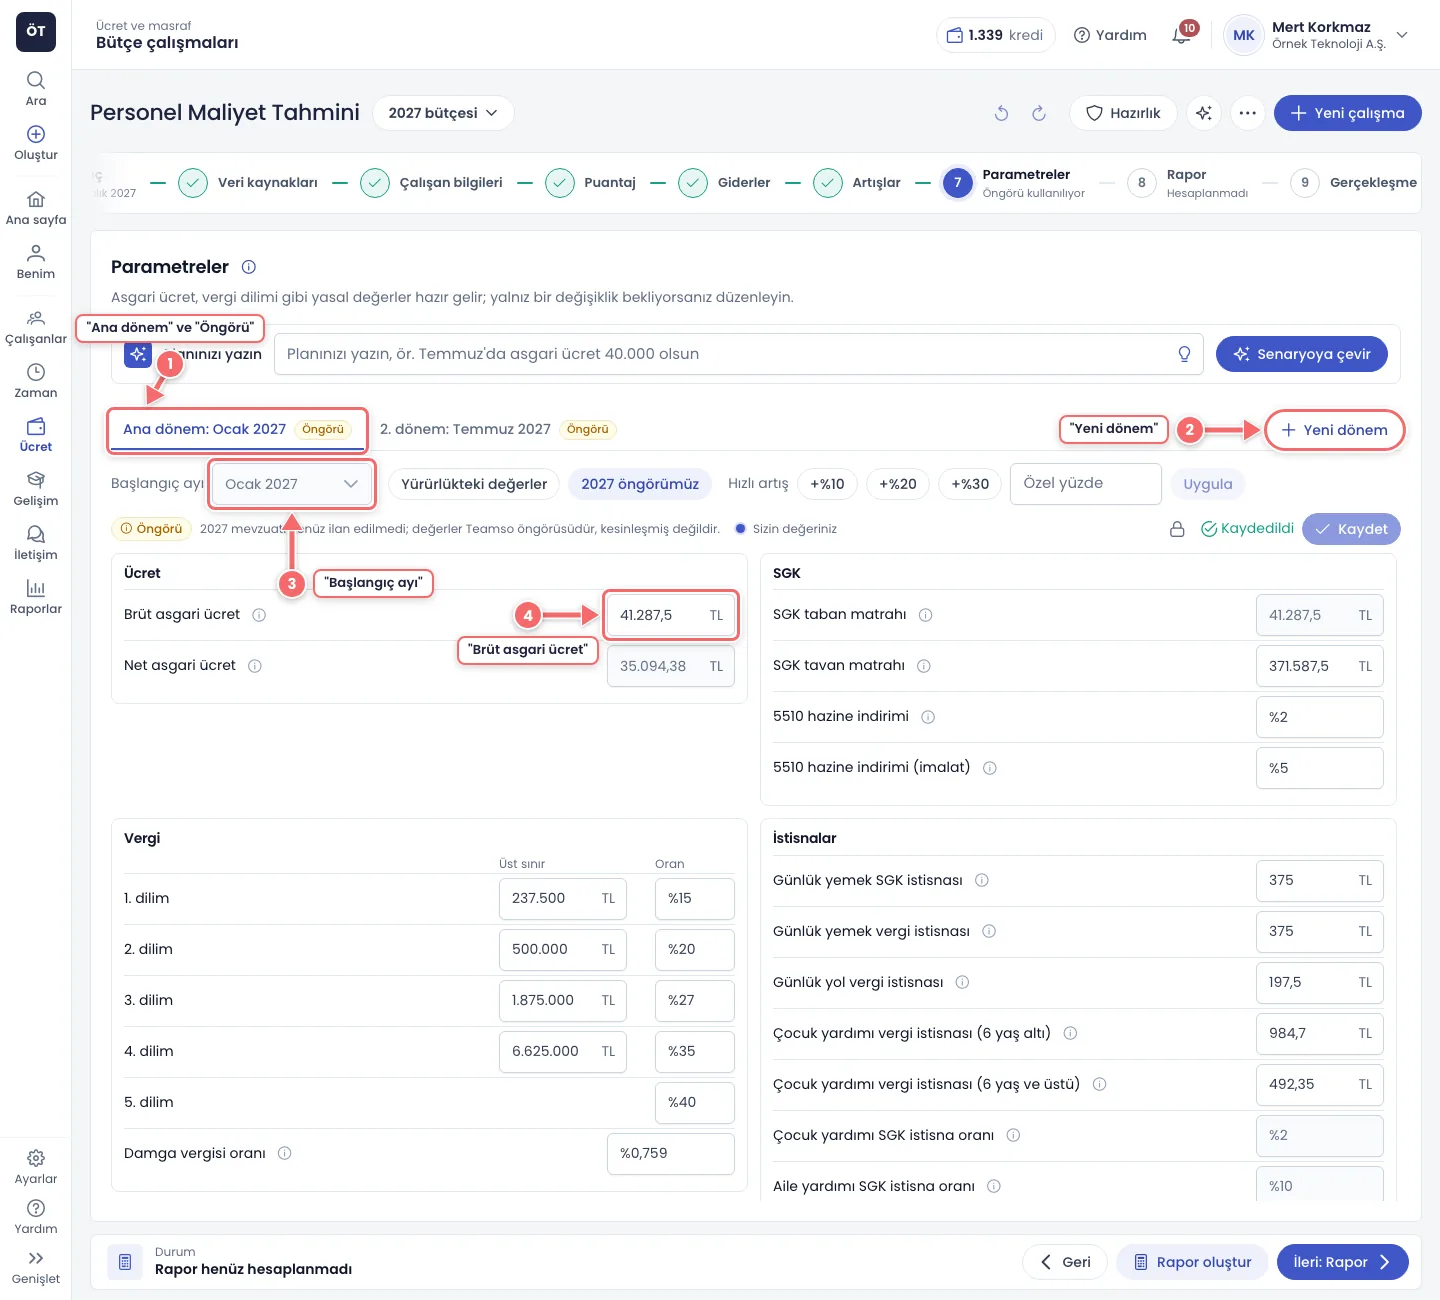 ÖT
Ücret ve masraf
Bütçe çalışmaları
1.339 kredi
Yardım
10
MK
Mert Korkmaz
Örnek Teknoloji A.Ş.
Ara
Oluştur
Ana sayfa
Benim
Çalışanlar
Zaman
Ücret
Gelişim
İletişim
Raporlar
Ayarlar
Yardım
Genişlet
Personel Maliyet Tahmini
2027 bütçesi
Hazırlık
Yeni çalışma
2027
Veri kaynakları
Çalışan bilgileri
Puantaj
Giderler
Artışlar
7
Parametreler
Öngörü kullanılıyor
8
Rapor
Hesaplanmadı
9
Gerçekleşme
Parametreler
Asgari ücret, vergi dilimi gibi yasal değerler hazır gelir; yalnız bir değişiklik bekliyorsanız düzenleyin.
"Ana dönem" ve "Öngörü"
1
yazın
Planınızı yazın, ör. Temmuz'da asgari ücret 40.000 olsun
Senaryoya çevir
Ana dönem: Ocak 2027 Öngörü
2. dönem: Temmuz 2027 Öngörü
"Yeni dönem"
2
Yeni dönem
Başlangıç ayı
Ocak 2027
Yürürlükteki değerler
2027 öngörümüz
Hızlı artış
+%10
+%20
+%30
Özel yüzde
Uygula
Öngörü
2027 ilan edilmedi; değerler Teamso öngörüsüdür, kesinleşmiş değildir.
Sizin değeriniz
Kaydedildi
Kaydet
3
"Başlangıç ayı"
Ücret
Brüt asgari ücret
4
"Brüt asgari ücret"
41.287,5 TL
Net asgari ücret
35.094,38 TL
SGK
SGK taban matrahı
41.287,5 TL
SGK tavan matrahı
371.587,5 TL
5510 hazine indirimi
%2
5510 hazine indirimi (imalat)
%5
Vergi
Üst sınır Oran
1. dilim 237.500 TL %15
2. dilim 500.000 TL %20
3. dilim 1.875.000 TL %27
4. dilim 6.625.000 TL %35
5. dilim %40
Damga vergisi oranı %0,759
İstisnalar
Günlük yemek SGK istisnası 375 TL
Günlük yemek vergi istisnası 375 TL
Günlük yol vergi istisnası 197,5 TL
Çocuk yardımı vergi istisnası (6 yaş altı) 984,7 TL
Çocuk yardımı vergi istisnası (6 yaş ve üstü) 492,35 TL
Çocuk yardımı SGK istisna oranı %2
Aile yardımı SGK istisna oranı %10
Durum
Rapor henüz hesaplanmadı
Geri
Rapor oluştur
İleri: Rapor